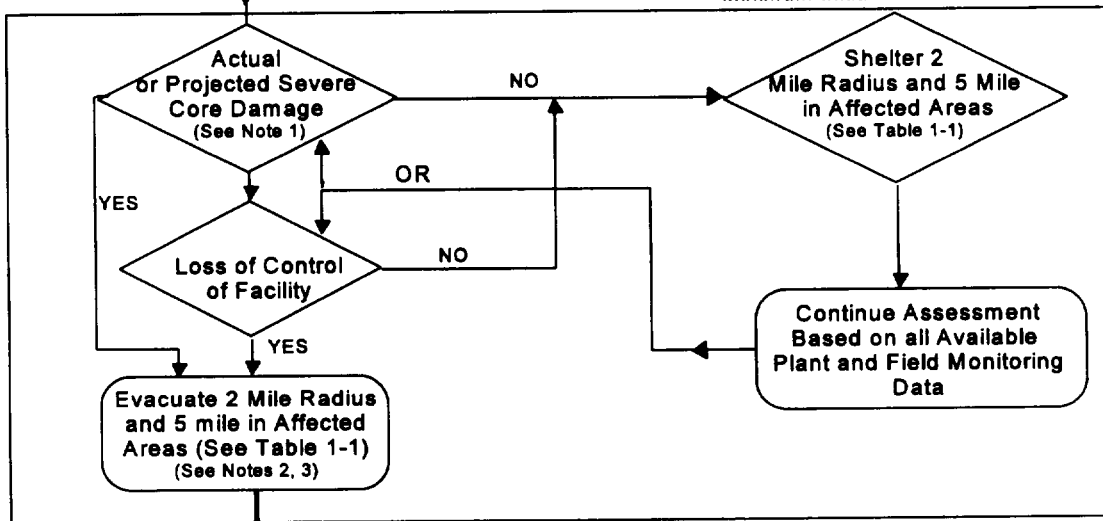 Actual
or Projected Severe
Core Damage
(See Note 1)
NO
Shelter 2
Mile Radius and 5 Mile
in Affected Areas
(See Table 1-1)
OR
YES
Loss of Control
of Facility
NO
YES
Continue Assessment
Based on all Available
Plant and Field Monitoring
Data
Evacuate 2 Mile Radius
and 5 mile in Affected
Areas (See Table 1-1)
(See Notes 2, 3)